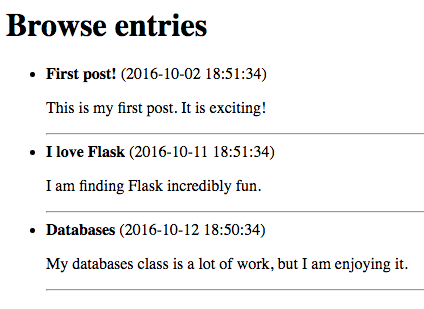 Browse entries
First post! (2016-10-02 18:51:34)
This is my first post. It is exciting!
I love Flask (2016-10-11 18:51:34)
I am finding Flask incredibly fun.
Databases (2016-10-12 18:50:34)
My databases class is a lot of work, but I am enjoying it.